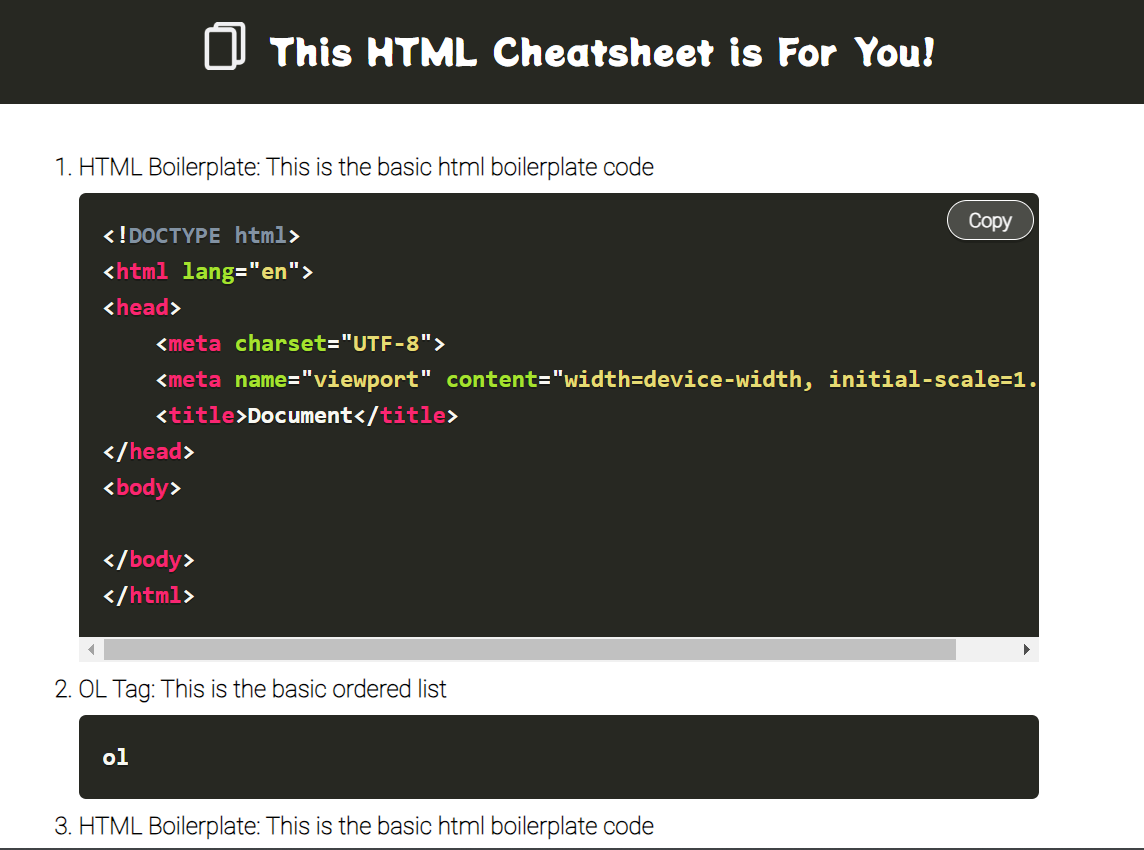 This HTML Cheatsheet is For You!
1. HTML Boilerplate: This is the basic html boilerplate code
Copy
<!DOCTYPE html>
<html lang="en">
<head>
    <meta charset="UTF-8">
    <meta name="viewport" content="width=device-width, initial-scale=1.
    <title>Document</title>
</head>
<body>

</body>
</html>
2. OL Tag: This is the basic ordered list
ol
3. HTML Boilerplate: This is the basic html boilerplate code